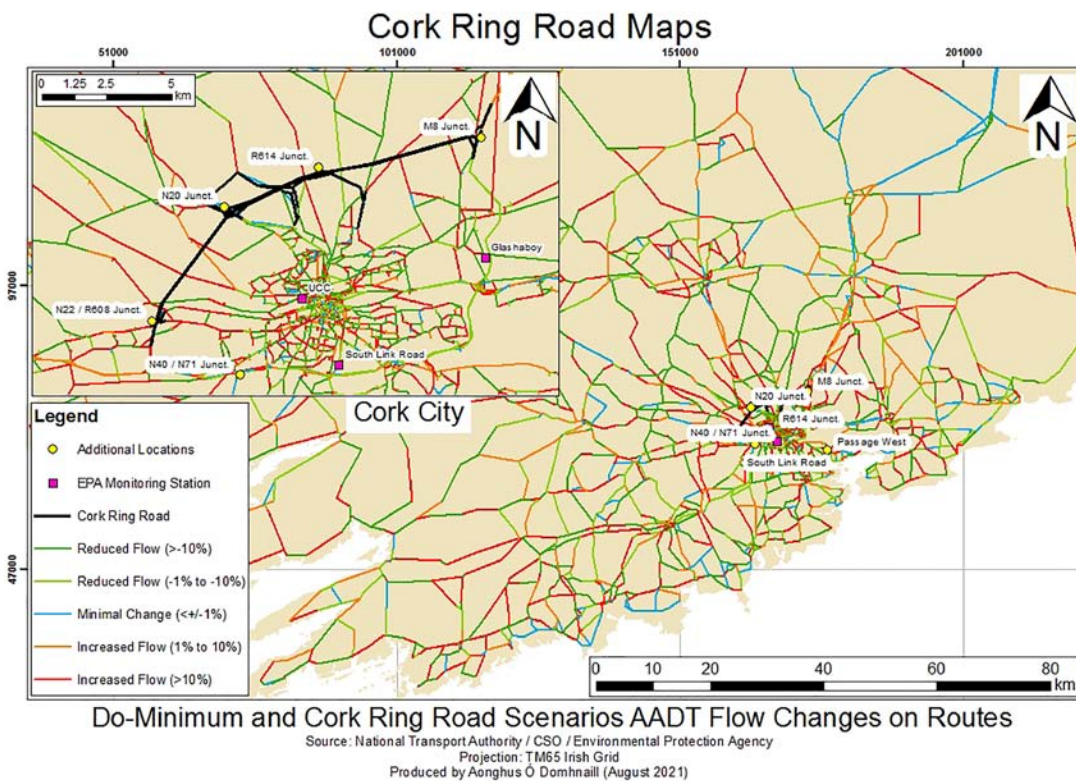 Cork Ring Road Maps
51000
101000
151000
201000
97000
47000
0 1.25 2.5 5
km
N
M8 Junct.
R614 Junct.
N20 Junct.
Glashaboy
UCC
N22 / R608 Junct.
South Link Road
N40 / N71 Junct.
Cork City
N
M8 Junct.
N20 Junct.
R614 Junct.
N40 / N71 Junct.
Passage West
South Link Road
Legend
Additional Locations
EPA Monitoring Station
Cork Ring Road
Reduced Flow (>-10%)
Reduced Flow (-1% to -10%)
Minimal Change (<+/-1%)
Increased Flow (1% to 10%)
Increased Flow (>10%)
0 10 20 40 60 80
km
Do-Minimum and Cork Ring Road Scenarios AADT Flow Changes on Routes
Source: National Transport Authority / CSO / Environmental Protection Agency
Projection: TM65 Irish Grid
Produced by Aonghus Ó Domhnaill (August 2021)